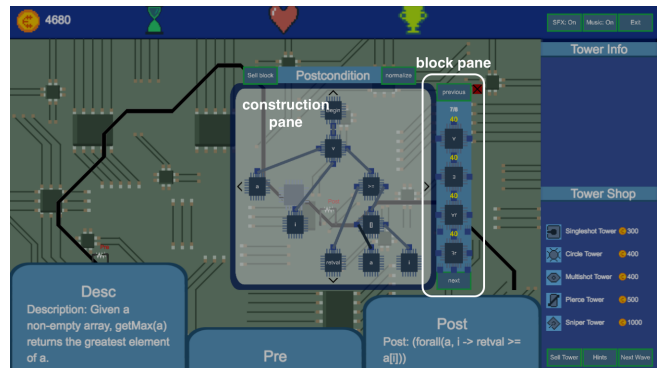 4680
SFX: On Music: On Exit
block pane
Tower Info
Sell block Postcondition normalize
previous
construction
pane
7/8
40
40
40
40
begin
a
i
>=
[]
retval a i
next
Tower Shop
Singleshot Tower 300
Circle Tower 400
Multishot Tower 400
Pierce Tower 500
Sniper Tower 1000
Desc
Description: Given a
non-empty array, getMax(a)
returns the greatest element
of a.
Pre
Post
Post: (forall(a, i -> retval >=
a[i]))
Sell Tower Hints Next Wave